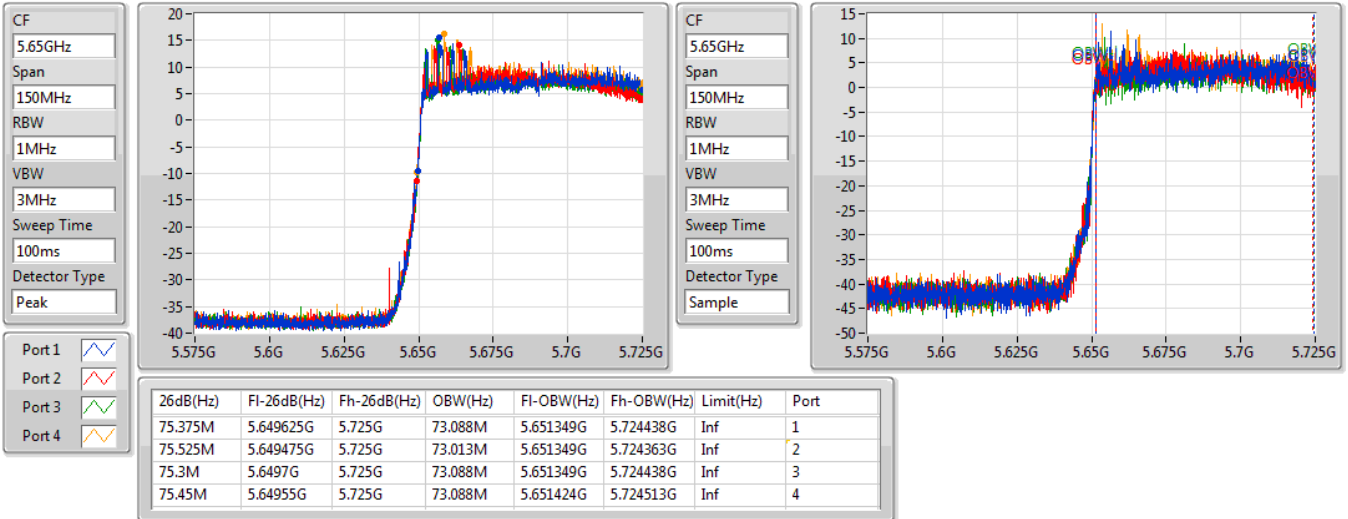 CF
5.65GHz
Span
150MHz
RBW
1MHz
VBW
3MHz
Sweep Time
100ms
Detector Type
Peak
20
15
10
5
0
-5
-10
-15
-20
-25
-30
-35
-40
5.575G 5.6G 5.625G 5.65G 5.675G 5.7G 5.725G
CF
5.65GHz
Span
150MHz
RBW
1MHz
VBW
3MHz
Sweep Time
100ms
Detector Type
Sample
15
10
5
0
-5
-10
-15
-20
-25
-30
-35
-40
-45
-50
5.575G 5.6G 5.625G 5.65G 5.675G 5.7G 5.725G
Port 1
Port 2
Port 3
Port 4
26dB(Hz) Fl-26dB(Hz) Fh-26dB(Hz) OBW(Hz) Fl-OBW(Hz) Fh-OBW(Hz) Limit(Hz) Port
75.375M 5.649625G 5.725G 73.088M 5.651349G 5.724438G Inf 1
75.525M 5.649475G 5.725G 73.013M 5.651349G 5.724363G Inf 2
75.3M 5.6497G 5.725G 73.088M 5.651349G 5.724438G Inf 3
75.45M 5.64955G 5.725G 73.088M 5.651424G 5.724513G Inf 4